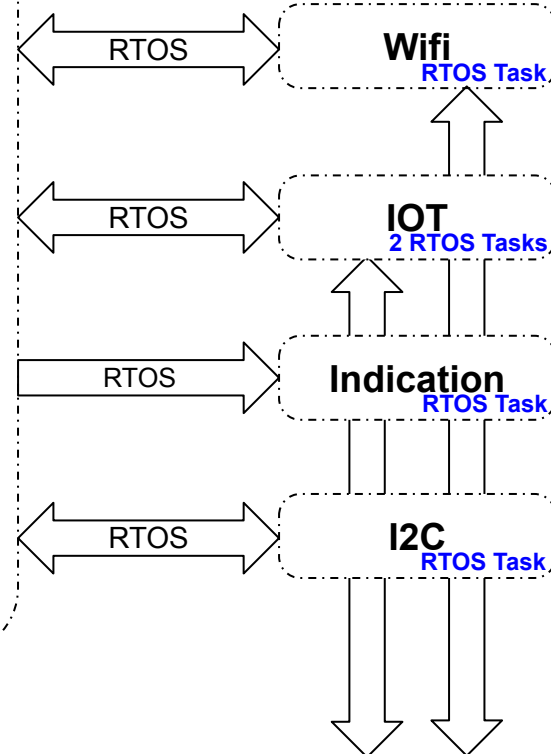 RTOS
Wifi
RTOS Task
RTOS
IOT
2 RTOS Tasks
RTOS
Indication
RTOS Task
RTOS
I2C
RTOS Task